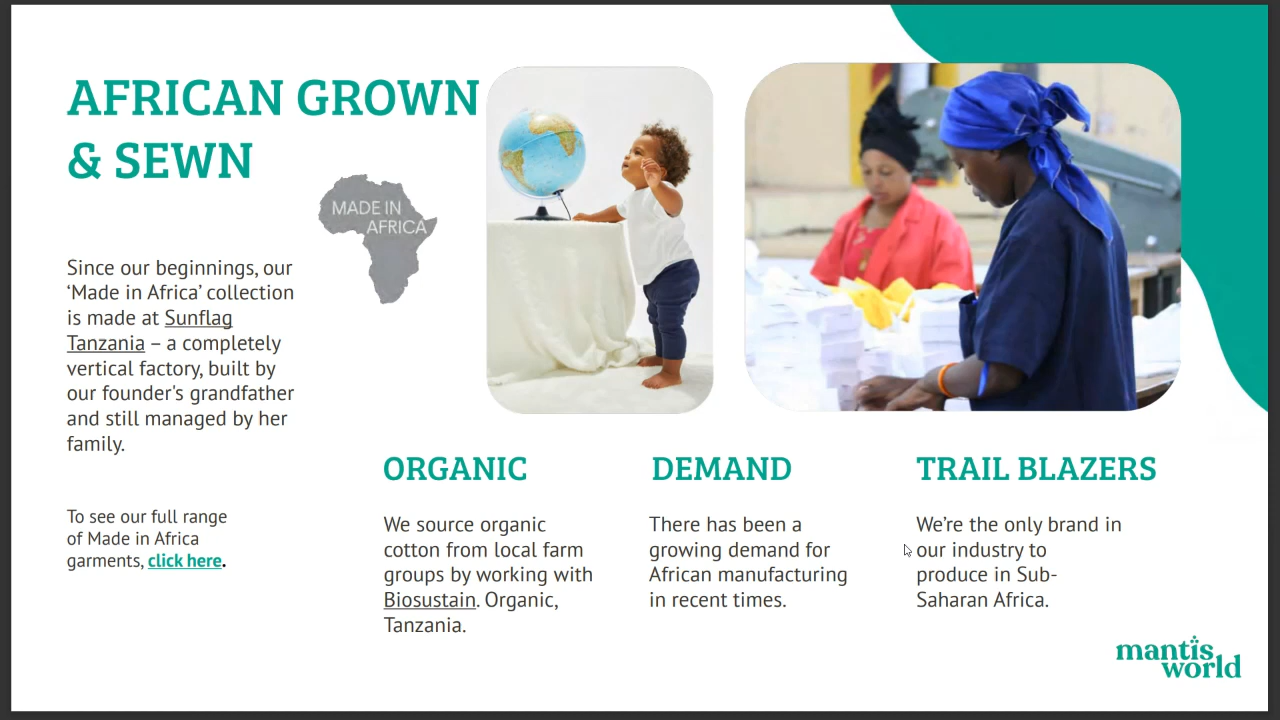 AFRICAN GROWN
& SEWN
MADE IN
AFRICA
Since our beginnings, our
‘Made in Africa’ collection
is made at Sunflag
Tanzania – a completely
vertical factory, built by
our founder's grandfather
and still managed by her
family.
To see our full range
of Made in Africa
garments, click here.
ORGANIC
We source organic
cotton from local farm
groups by working with
Biosustain. Organic,
Tanzania.
DEMAND
There has been a
growing demand for
African manufacturing
in recent times.
TRAIL BLAZERS
We’re the only brand in
our industry to
produce in Sub-
Saharan Africa.
mantis
world